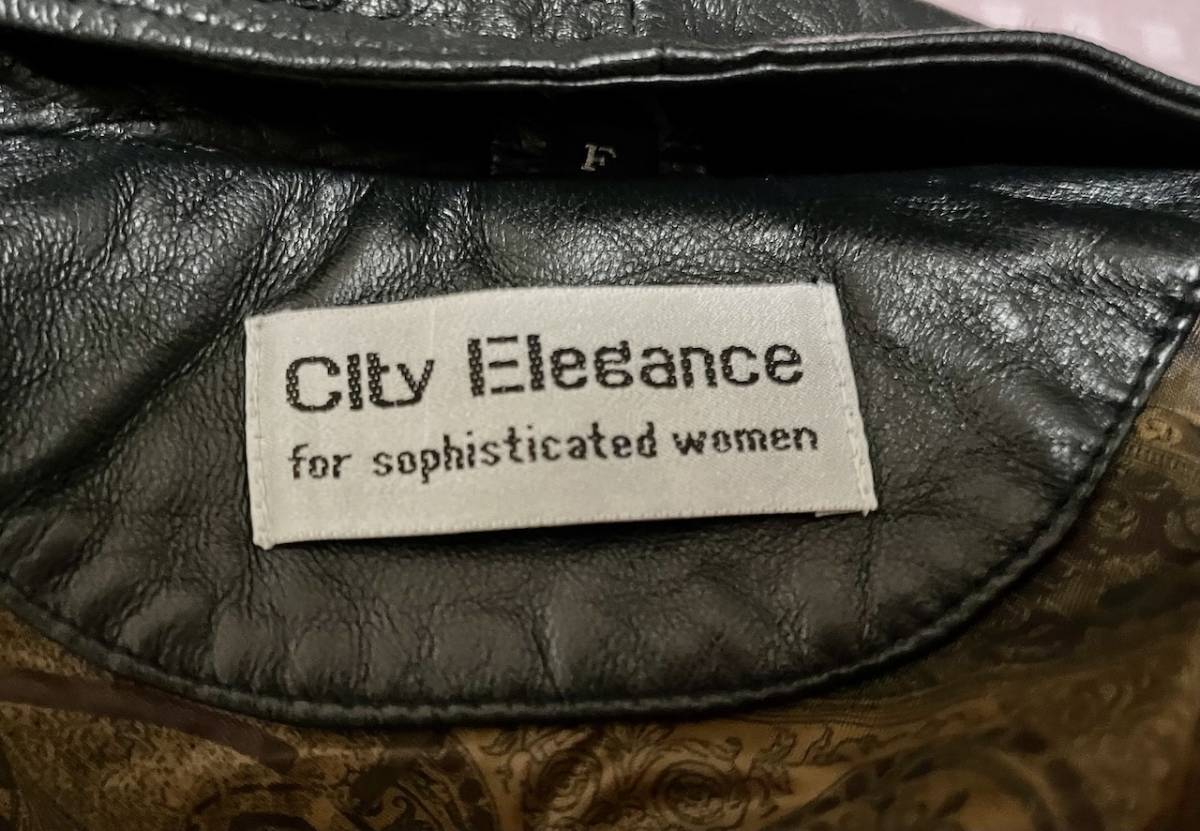 F
City Elegance
for sophisticated women